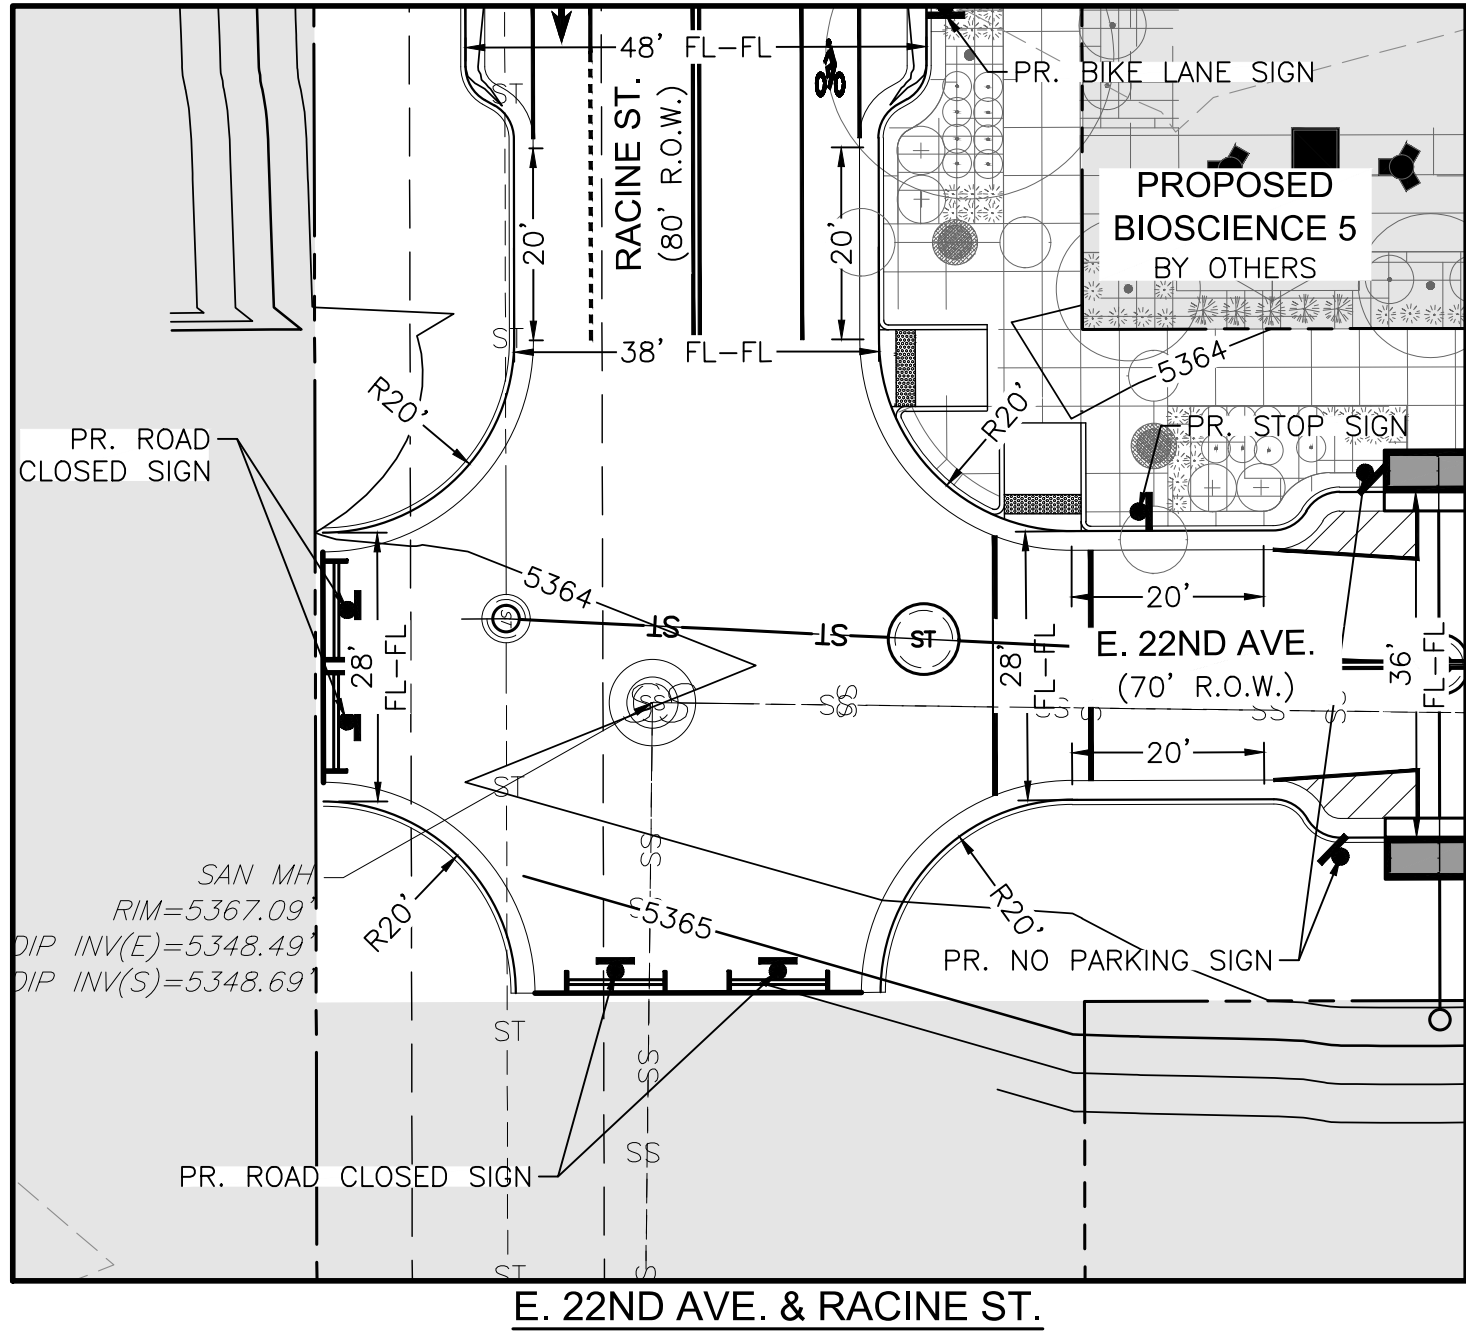 48' FL-FL
PR. BIKE LANE SIGN
ST
RACINE ST.
(80' R.O.W.)
20'
20'
PROPOSED
BIOSCIENCE 5
BY OTHERS
ST
38' FL-FL
5364
R20'
R20'
PR. ROAD
CLOSED SIGN
PR. STOP SIGN
5364
20'
ST
ST
ST
ST
E. 22ND AVE.
(70' R.O.W.)
28'
FL-FL
28'
FL-FL
36'
FL-FL
SS
SS
SS
SS
20'
ST
SS
SAN MH
RIM=5367.09'
DIP INV(E)=5348.49'
DIP INV(S)=5348.69'
R20'
R20'
SS
5365
PR. NO PARKING SIGN
ST
SS
SS
PR. ROAD CLOSED SIGN
ST
E. 22ND AVE. & RACINE ST.